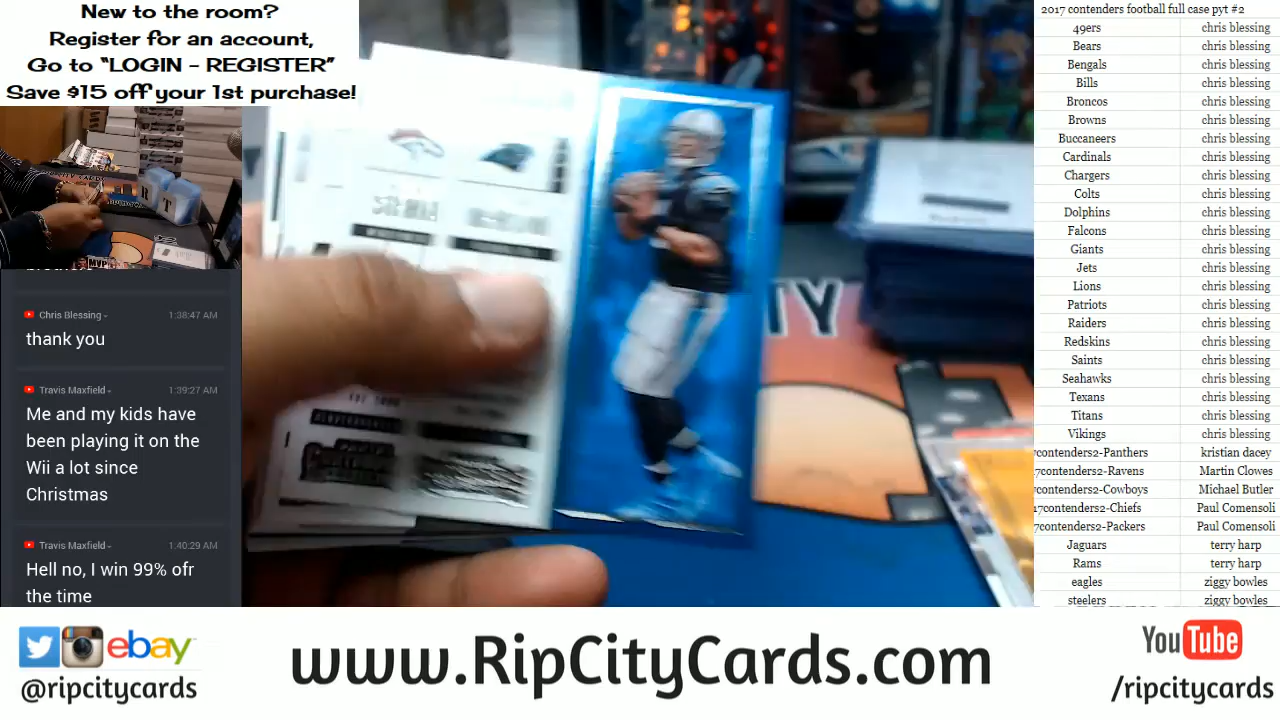 New to the room?
Register for an account,
Go to "LOGIN - REGISTER"
Save $15 off your 1st purchase!
Chris Blessing
1:38:47 AM
thank you
Travis Maxfield
1:39:27 AM
Me and my kids have
been playing it on the
Wii a lot since
Christmas
Travis Maxfield
1:40:29 AM
Hell no, I win 99% ofr
the time
2017 contenders football full case pyt #2
49ers chris blessing
Bears chris blessing
Bengals chris blessing
Bills chris blessing
Broncos chris blessing
Browns chris blessing
Buccaneers chris blessing
Cardinals chris blessing
Chargers chris blessing
Colts chris blessing
Dolphins chris blessing
Falcons chris blessing
Giants chris blessing
Jets chris blessing
Lions chris blessing
Patriots chris blessing
Raiders chris blessing
Redskins chris blessing
Saints chris blessing
Seahawks chris blessing
Texans chris blessing
Titans chris blessing
Vikings chris blessing
7contenders2-Panthers kristian dacey
7contenders2-Ravens Martin Clowes
7contenders2-Cowboys Michael Butler
17contenders2-Chiefs Paul Comensoli
7contenders2-Packers Paul Comensoli
Jaguars terry harp
Rams terry harp
eagles ziggy bowles
steelers ziggy bowles
ebay
@ripcitycards
www.RipCityCards.com
YouTube
/ripcitycards